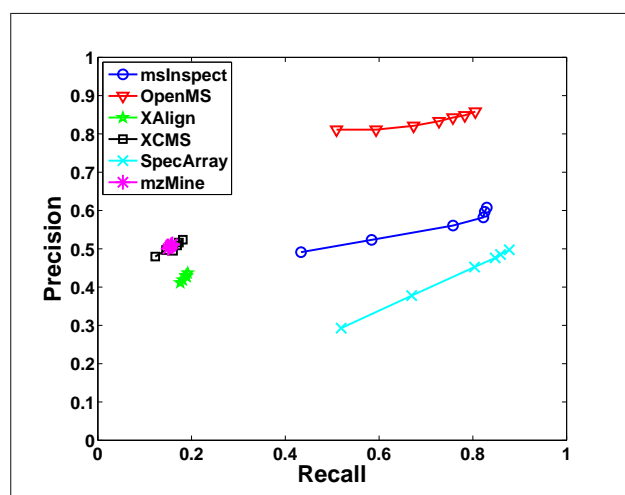 1
0.9
0.8
0.7
0.6
0.5
0.4
0.3
0.2
0.1
0
Precision
msInspect
OpenMS
XAlign
XCMS
SpecArray
mzMine
0 0.2 0.4 0.6 0.8 1
Recall